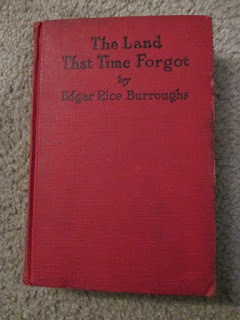 The Land
That Time Forgot
by
Edgar Rice Burroughs